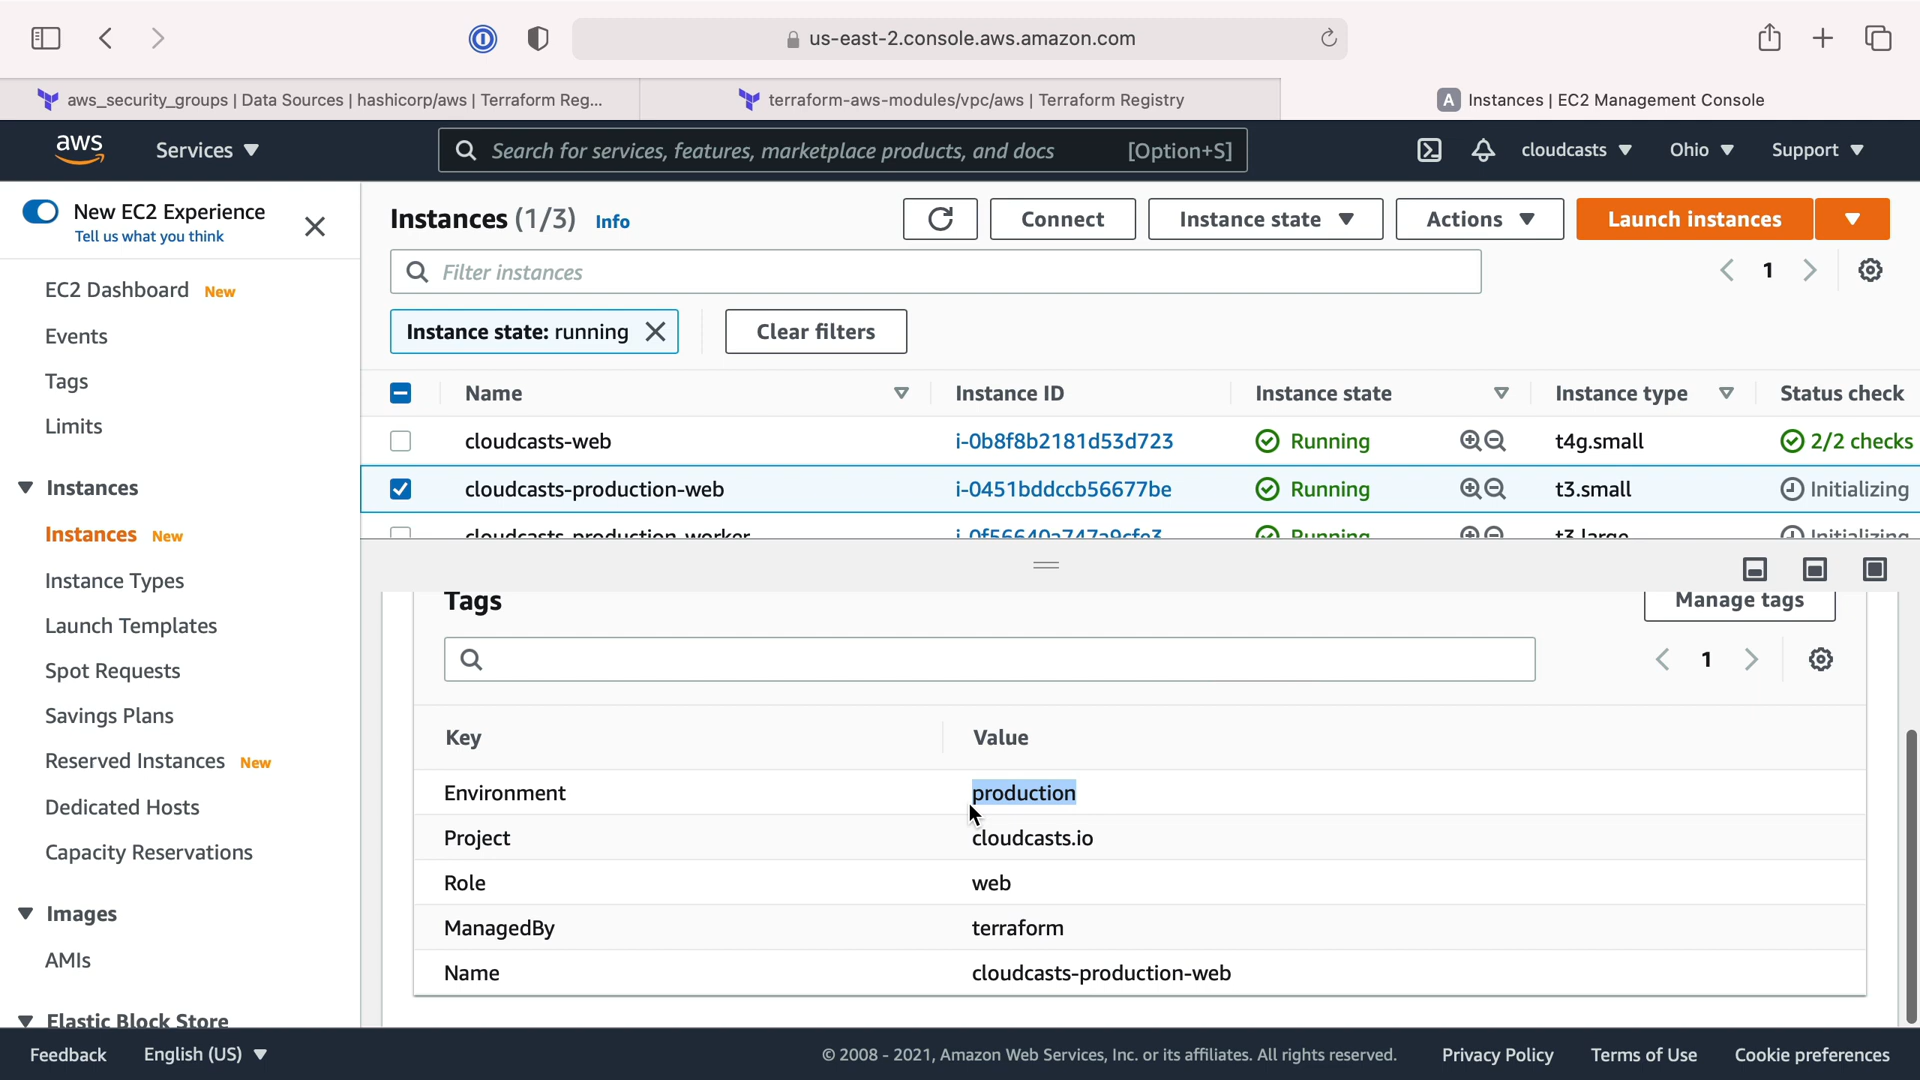 us-east-2.console.aws.amazon.com
aws_security_groups | Data Sources | hashicorp/aws | Terraform Reg...
terraform-aws-modules/vpc/aws | Terraform Registry
A Instances | EC2 Management Console
aws
Services
Search for services, features, marketplace products, and docs
[Option+S]
cloudcasts
Ohio
Support
New EC2 Experience
Tell us what you think
EC2 Dashboard New
Events
Tags
Limits
Instances
Instances New
Instance Types
Launch Templates
Spot Requests
Savings Plans
Reserved Instances New
Dedicated Hosts
Capacity Reservations
Images
AMIs
Elastic Block Store
Instances (1/3) Info
Connect
Instance state
Actions
Launch instances
Filter instances
1
Instance state: running
Clear filters
Name Instance ID Instance state Instance type Status check
cloudcasts-web i-0b8f8b2181d53d723 Running t4g.small 2/2 checks
cloudcasts-production-web i-0451bddccb56677be Running t3.small Initializing
cloudcasts-production-worker i-0f56640a747a9cfe3 Running t3.large Initializing
Tags
Manage tags
1
Key Value
Environment production
Project cloudcasts.io
Role web
ManagedBy terraform
Name cloudcasts-production-web
Feedback
English (US)
© 2008 - 2021, Amazon Web Services, Inc. or its affiliates. All rights reserved.
Privacy Policy
Terms of Use
Cookie preferences